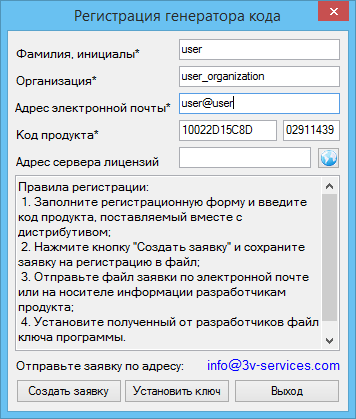 Регистрация генератора кода
Фамилия, инициалы* user
Организация* user_organization
Адрес электронной почты* user@user
Код продукта* 10022D15C8D 02911439
Адрес сервера лицензий
Правила регистрации:
1. Заполните регистрационную форму и введите
код продукта, поставляемый вместе с
дистрибутивом;
2. Нажмите кнопку "Создать заявку" и сохраните
заявку на регистрацию в файл;
3. Отправьте файл заявки по электронной почте
или на носителе информации разработчикам
продукта;
4. Установите полученный от разработчиков файл
ключа программы.
Отправьте заявку по адресу: info@3v-services.com
Создать заявку Установить ключ Выход